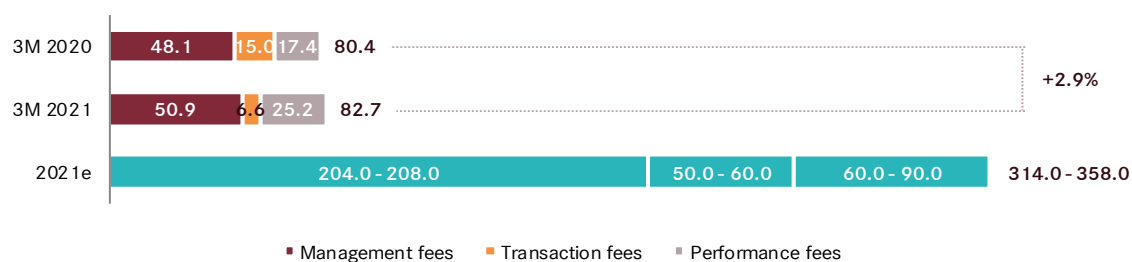 3M 2020 48.1 15.0 17.4 80.4
+2.9%
3M 2021 50.9 6.6 25.2 82.7
2021e 204.0 - 208.0 50.0 - 60.0 60.0 - 90.0 314.0 - 358.0
Management fees Transaction fees Performance fees